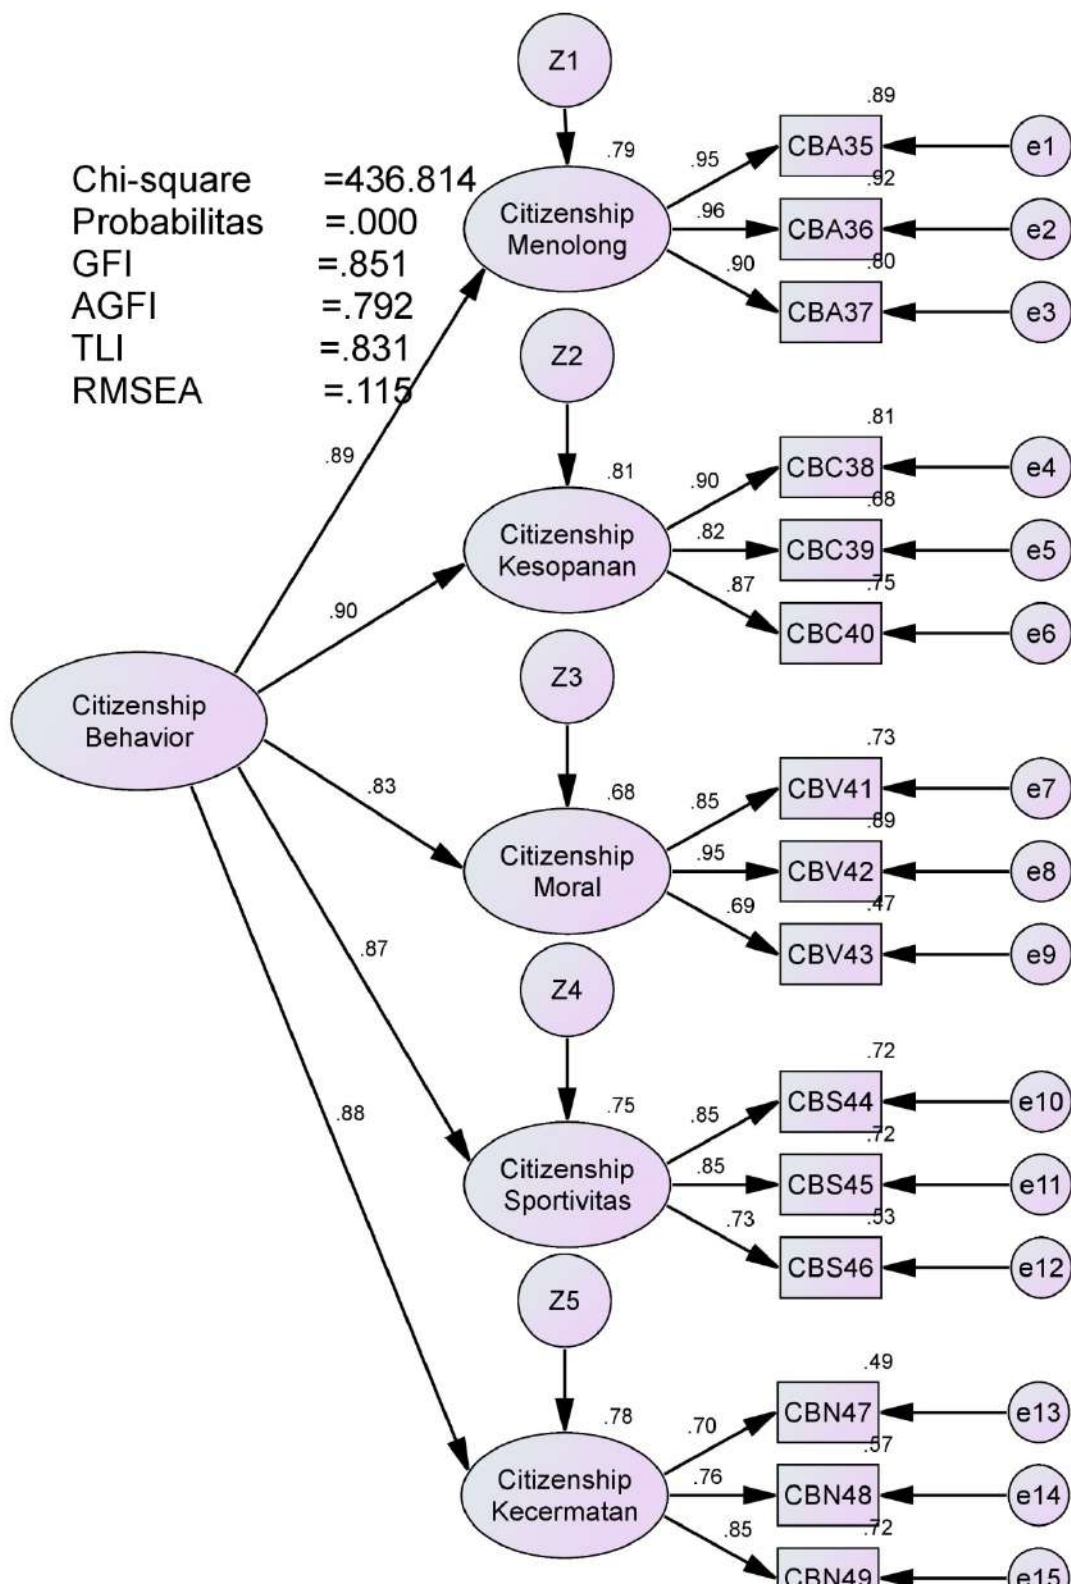 Z1
.89
Chi-square =436.814
Probabilitas =.000
GFI =.851
AGFI =.792
TLI =.831
RMSEA =.115
.79
.95
CBA35
e1
Citizenship
Menolong
.96
.92
CBA36
e2
.90
.80
CBA37
e3
Z2
.89
.81
.81
.90
CBC38
e4
Citizenship
Kesopanan
.82
.68
CBC39
e5
.87
.75
CBC40
e6
.90
Z3
Citizenship
Behavior
.73
.83
.68
.85
CBV41
e7
Citizenship
Moral
.95
.89
CBV42
e8
.69
.47
CBV43
e9
.87
Z4
.72
.75
.85
CBS44
e10
.88
Citizenship
Sportivitas
.85
.72
CBS45
e11
.73
.53
CBS46
e12
Z5
.49
.78
.70
CBN47
e13
Citizenship
Kecermatan
.76
.57
CBN48
e14
.85
.72
CBN49
e15